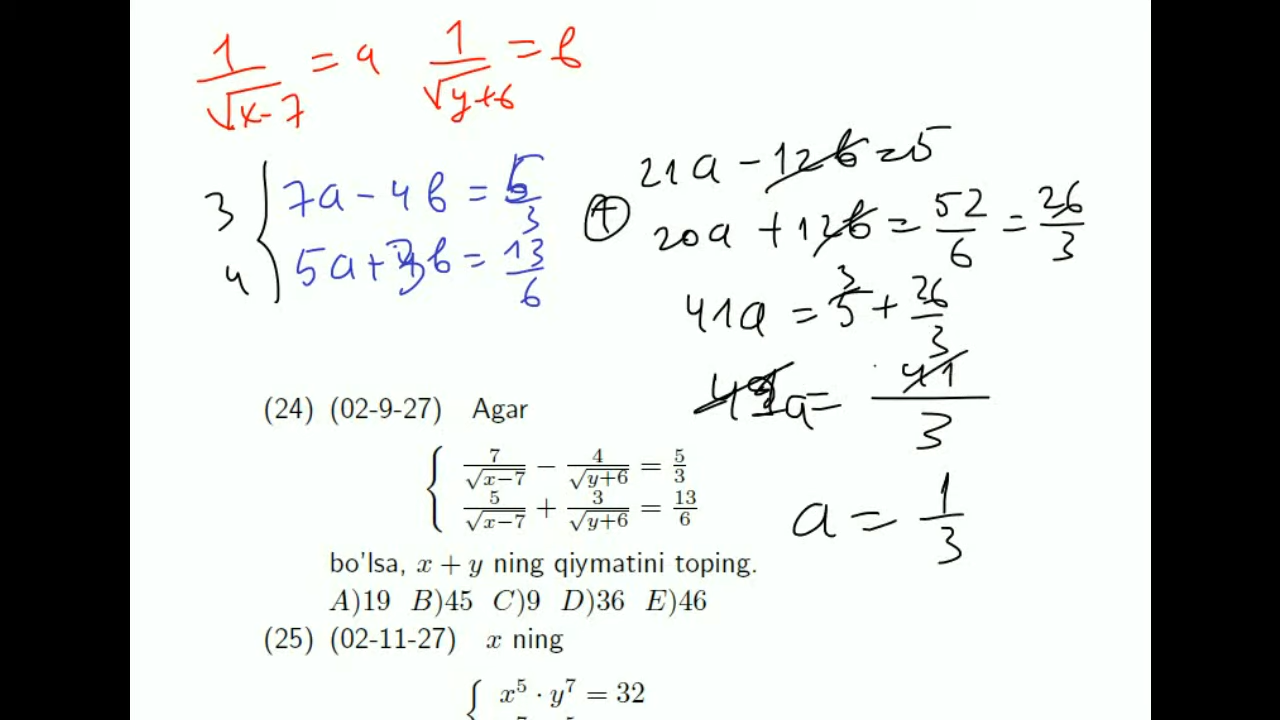 1/√(x-7) = a   1/√(y+6) = b
3 { 7a - 4b = 5/3
4 { 5a + 3b = 13/6
21a - 12b = 5
⊕ 20a + 12b = 52/6 = 26/3
41a = 5 + 26/3
41a = 41/3
a = 1/3
(24) (02-9-27) Agar
{ 7/√(x-7) − 4/√(y+6) = 5/3
5/√(x-7) + 3/√(y+6) = 13/6
bo'lsa, x + y ning qiymatini toping.
A)19 B)45 C)9 D)36 E)46
(25) (02-11-27) x ning
{ x⁵ · y⁷ = 32